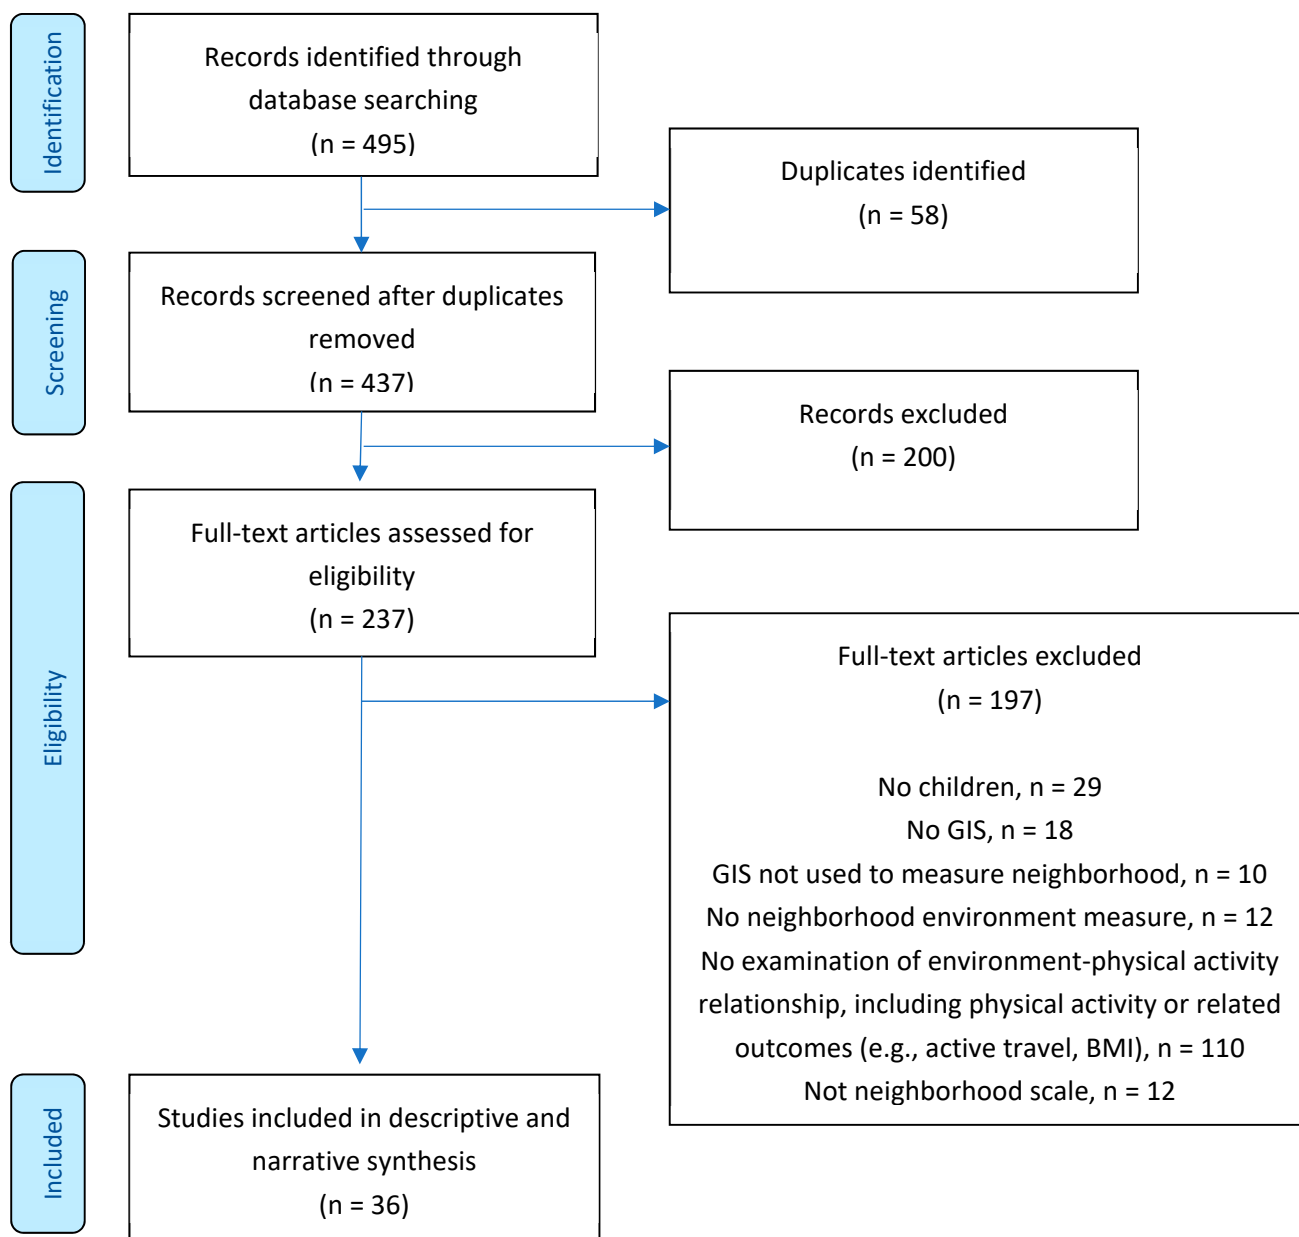 Identification
Records identified through
database searching
(n = 495)
Duplicates identified
(n = 58)
Screening
Records screened after duplicates
removed
(n = 437)
Records excluded
(n = 200)
Eligibility
Full-text articles assessed for
eligibility
(n = 237)
Full-text articles excluded
(n = 197)
No children, n = 29
No GIS, n = 18
GIS not used to measure neighborhood, n = 10
No neighborhood environment measure, n = 12
No examination of environment-physical activity
relationship, including physical activity or related
outcomes (e.g., active travel, BMI), n = 110
Not neighborhood scale, n = 12
Included
Studies included in descriptive and
narrative synthesis
(n = 36)